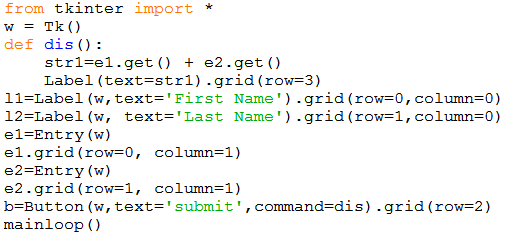 from tkinter import *
w = Tk()
def dis():
    str1=e1.get() + e2.get()
    Label(text=str1).grid(row=3)
l1=Label(w,text='First Name').grid(row=0,column=0)
l2=Label(w, text='Last Name').grid(row=1,column=0)
e1=Entry(w)
e1.grid(row=0, column=1)
e2=Entry(w)
e2.grid(row=1, column=1)
b=Button(w,text='submit',command=dis).grid(row=2)
mainloop()